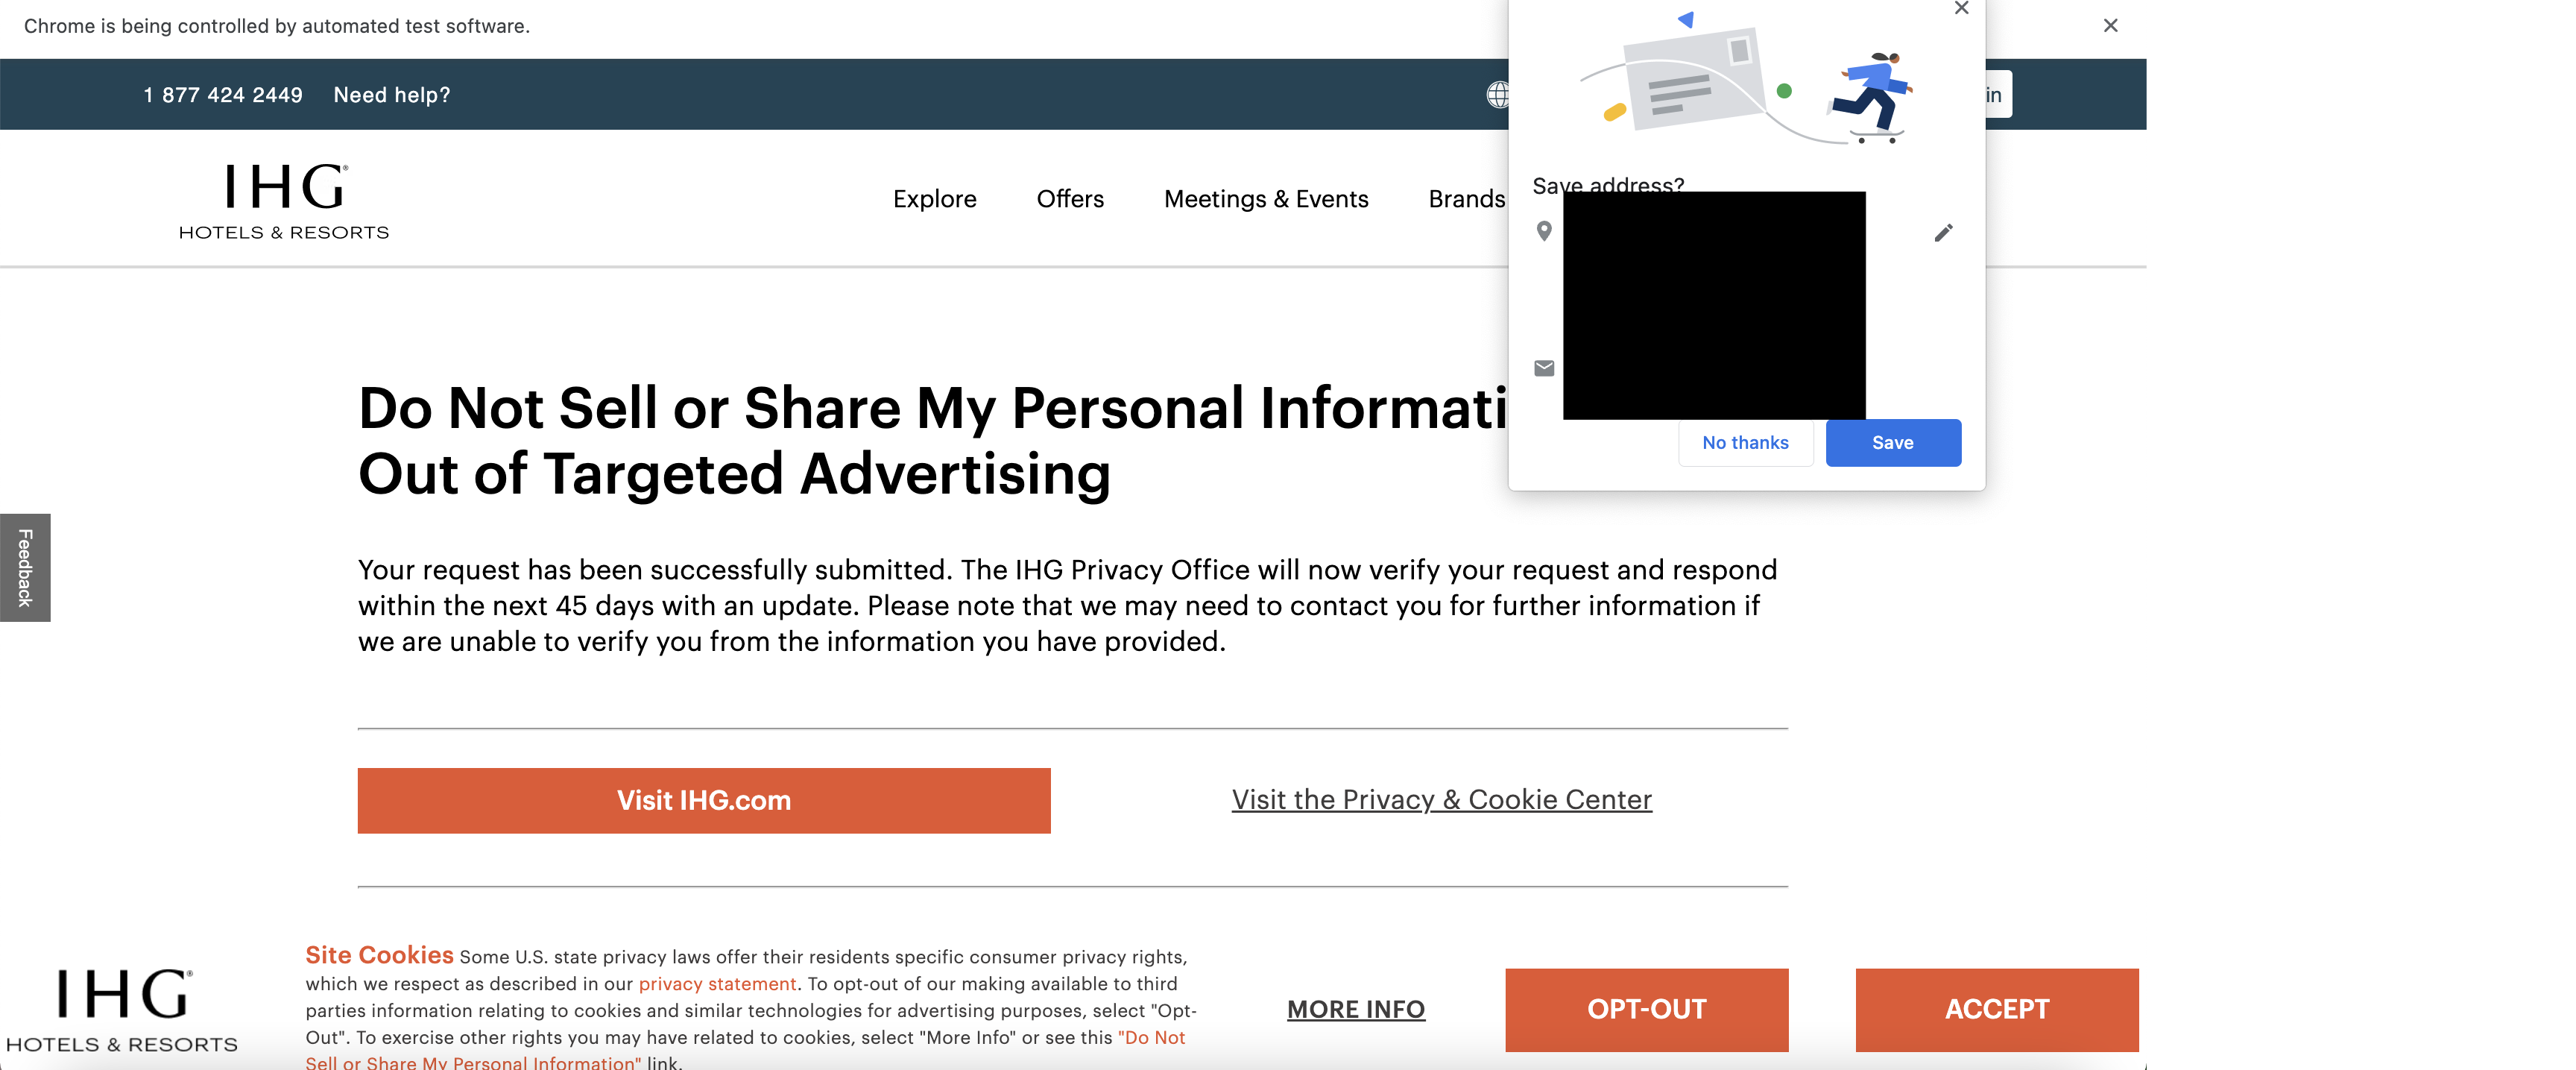 Chrome is being controlled by automated test software.
1 877 424 2449 Need help?
in
IHG®
HOTELS & RESORTS
Explore Offers Meetings & Events Brands
Save address?
No thanks Save
Do Not Sell or Share My Personal Informati
Out of Targeted Advertising
Feedback
Your request has been successfully submitted. The IHG Privacy Office will now verify your request and respond
within the next 45 days with an update. Please note that we may need to contact you for further information if
we are unable to verify you from the information you have provided.
Visit IHG.com Visit the Privacy & Cookie Center
IHG®
HOTELS & RESORTS
Site Cookies Some U.S. state privacy laws offer their residents specific consumer privacy rights,
which we respect as described in our privacy statement. To opt-out of our making available to third
parties information relating to cookies and similar technologies for advertising purposes, select "Opt-
Out". To exercise other rights you may have related to cookies, select "More Info" or see this "Do Not
Sell or Share My Personal Information" link.
MORE INFO OPT-OUT ACCEPT